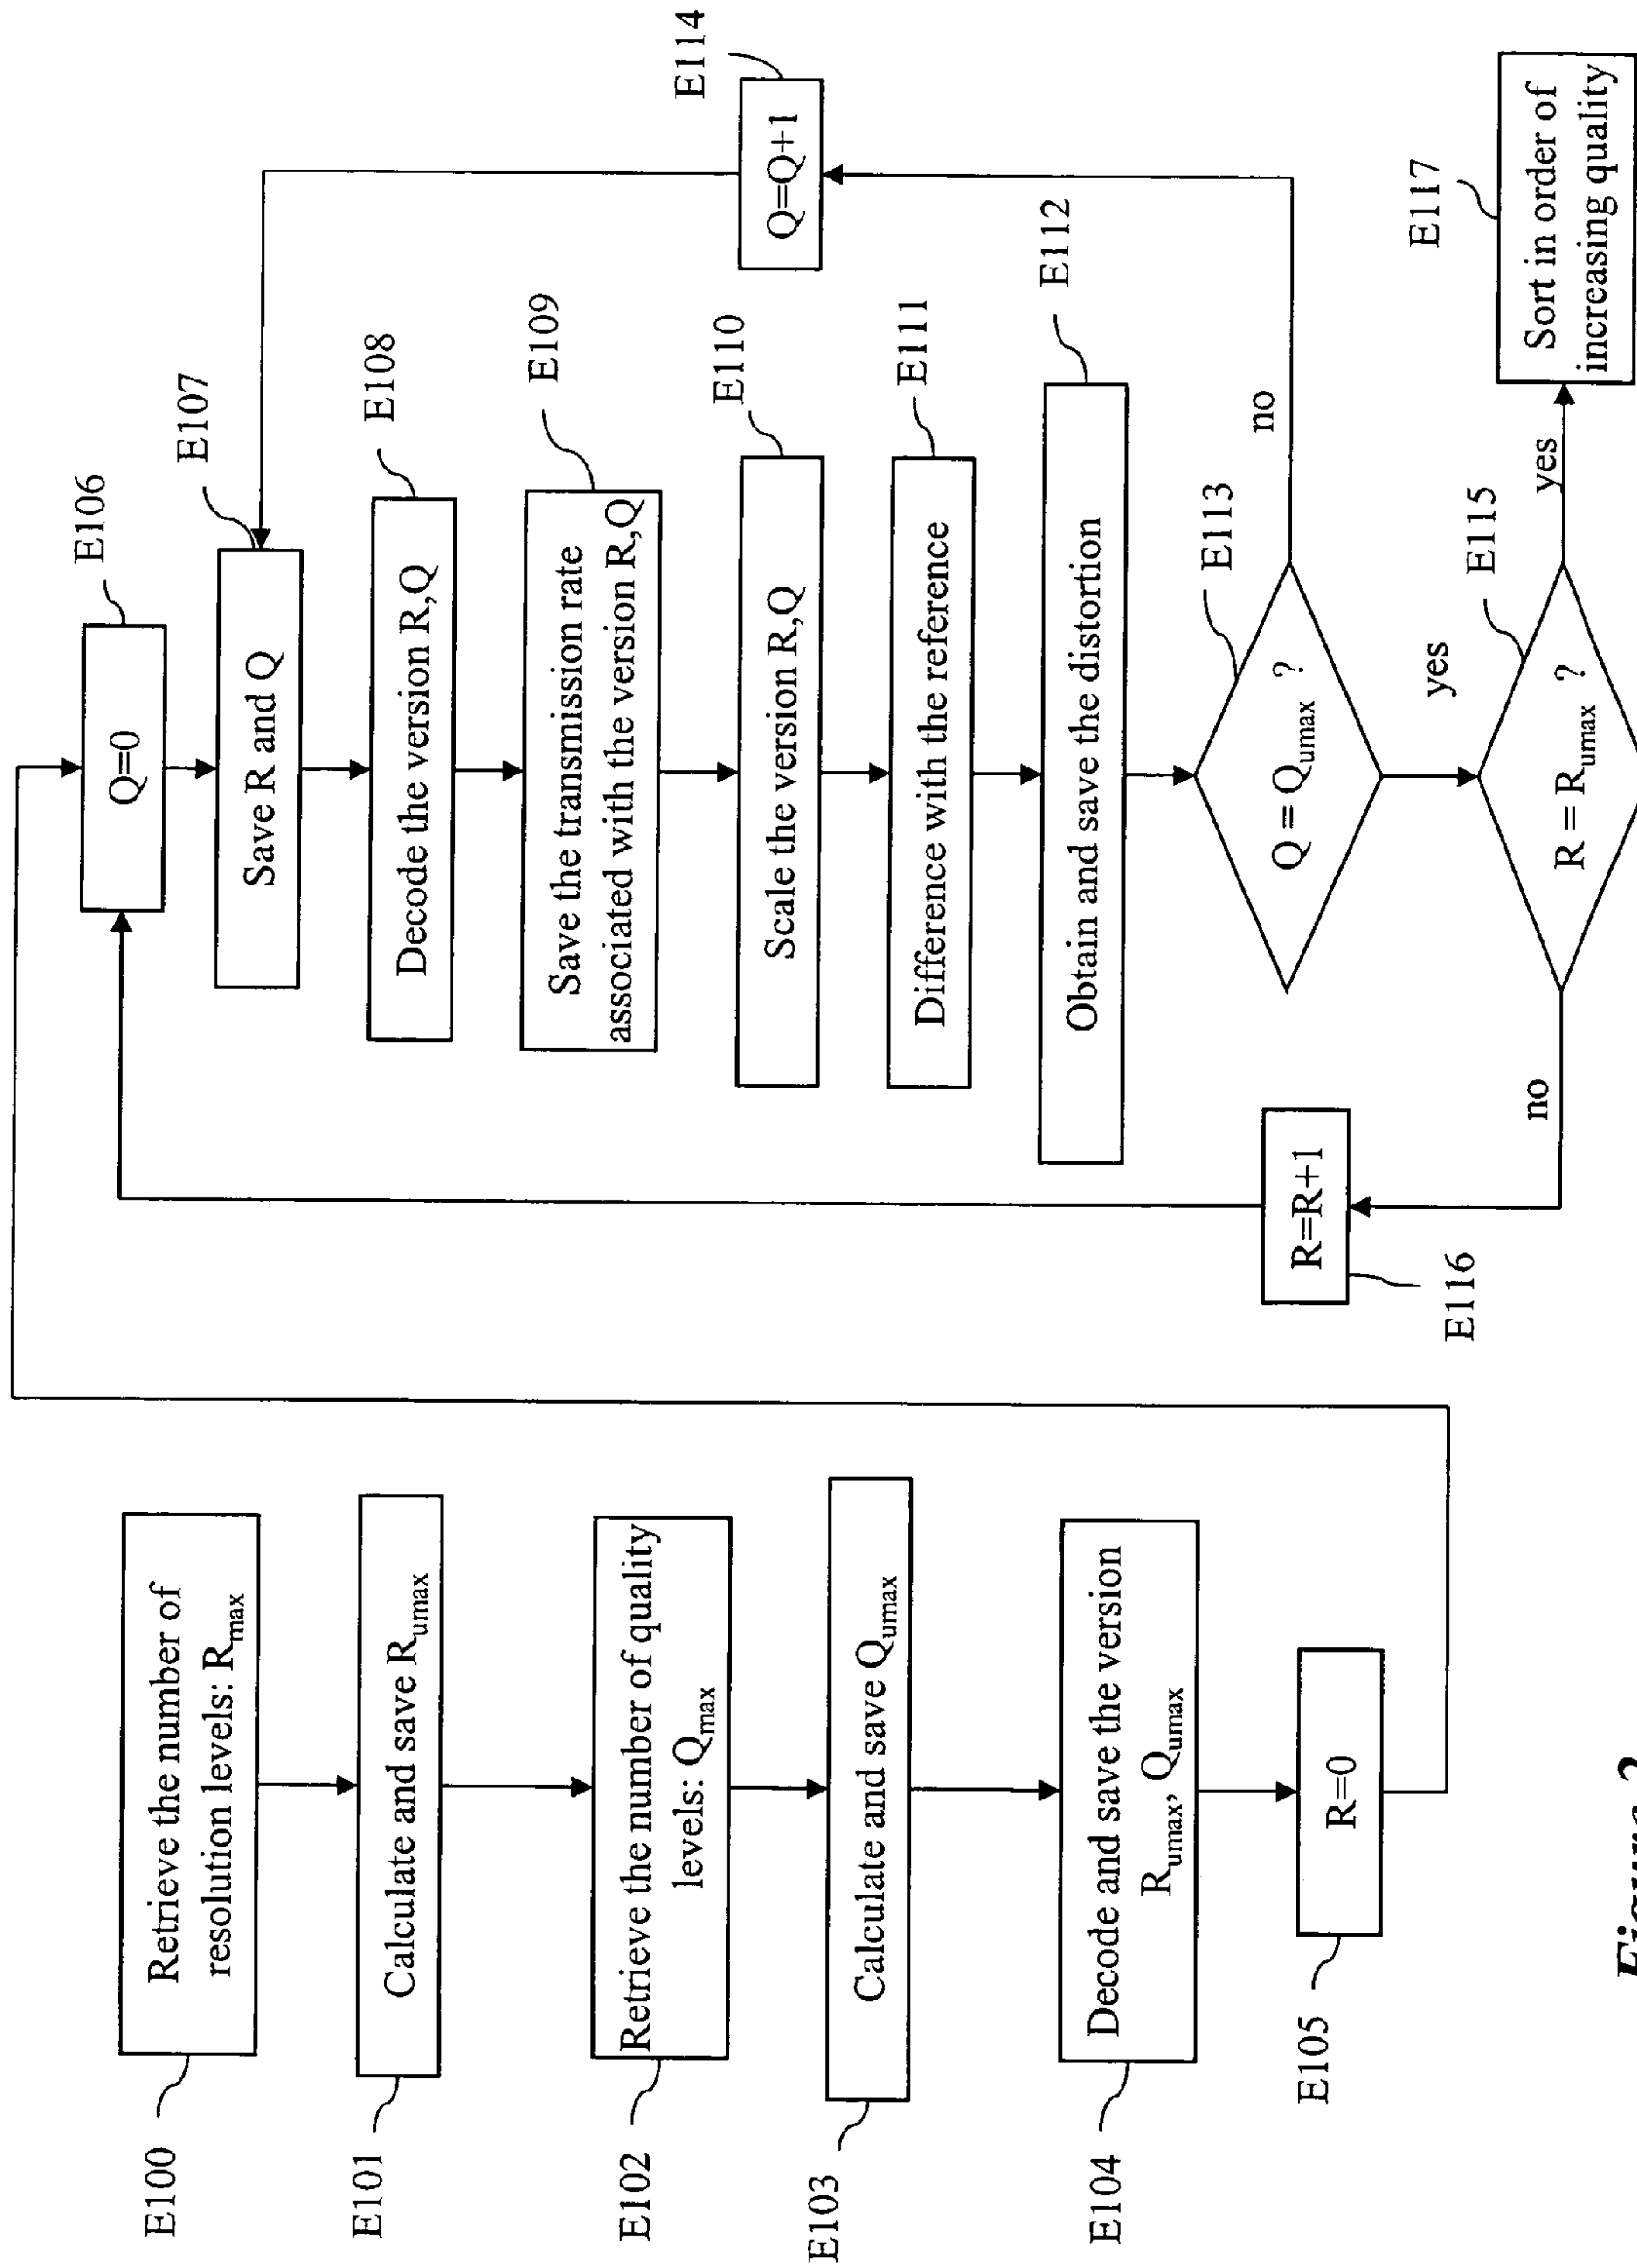 E100
Retrieve the number of
resolution levels: Rmax
E101
Calculate and save Rumax
E102
Retrieve the number of quality
levels: Qmax
E103
Calculate and save Qumax
E104
Decode and save the version
Rumax, Qumax
E105
R=0
E106
Q=0
E107
Save R and Q
E108
Decode the version R,Q
E109
Save the transmission rate
associated with the version R,Q
E110
Scale the version R,Q
E111
Difference with the reference
E112
Obtain and save the distortion
E113
Q = Qumax ?
no
E114
Q=Q+1
yes
E115
R = Rumax ?
no
E116
R=R+1
yes
E117
Sort in order of
increasing quality
Figure 2